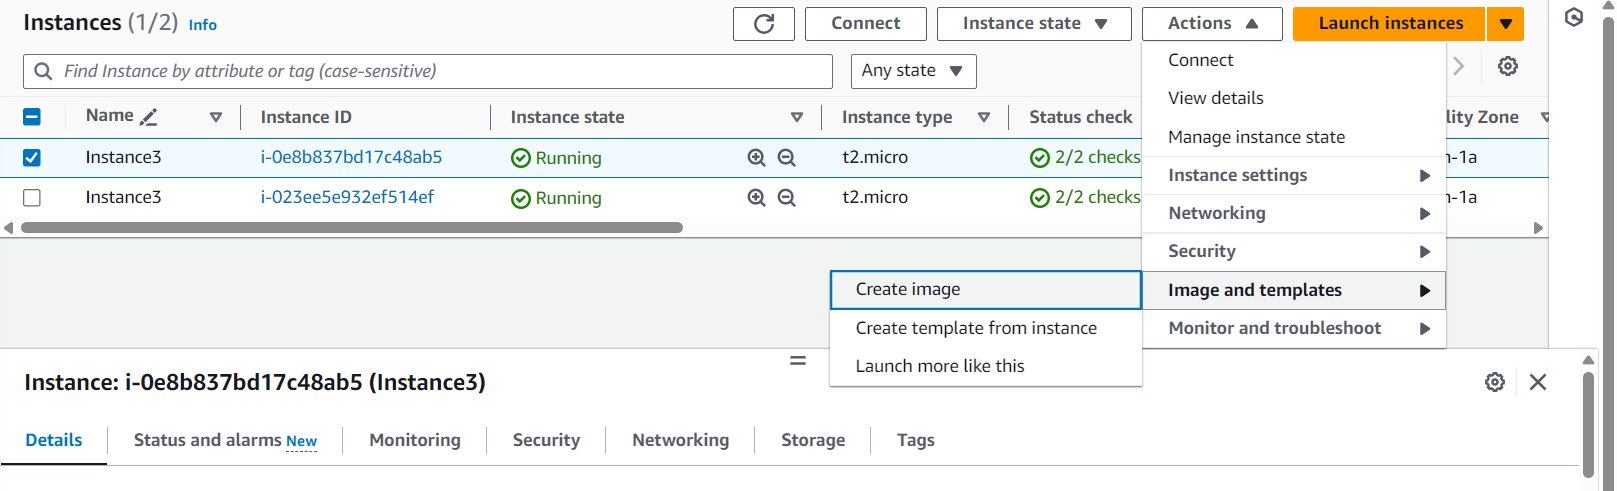 Instances (1/2) Info
Connect
Instance state
Actions
Launch instances
Find Instance by attribute or tag (case-sensitive)
Any state
Name
Instance ID
Instance state
Instance type
Status check
lity Zone
Instance3 i-0e8b837bd17c48ab5 Running t2.micro 2/2 checks n-1a
Instance3 i-023ee5e932ef514ef Running t2.micro 2/2 checks n-1a
Connect
View details
Manage instance state
Instance settings
Networking
Security
Image and templates
Monitor and troubleshoot
Create image
Create template from instance
Launch more like this
Instance: i-0e8b837bd17c48ab5 (Instance3)
Details
Status and alarms New
Monitoring
Security
Networking
Storage
Tags